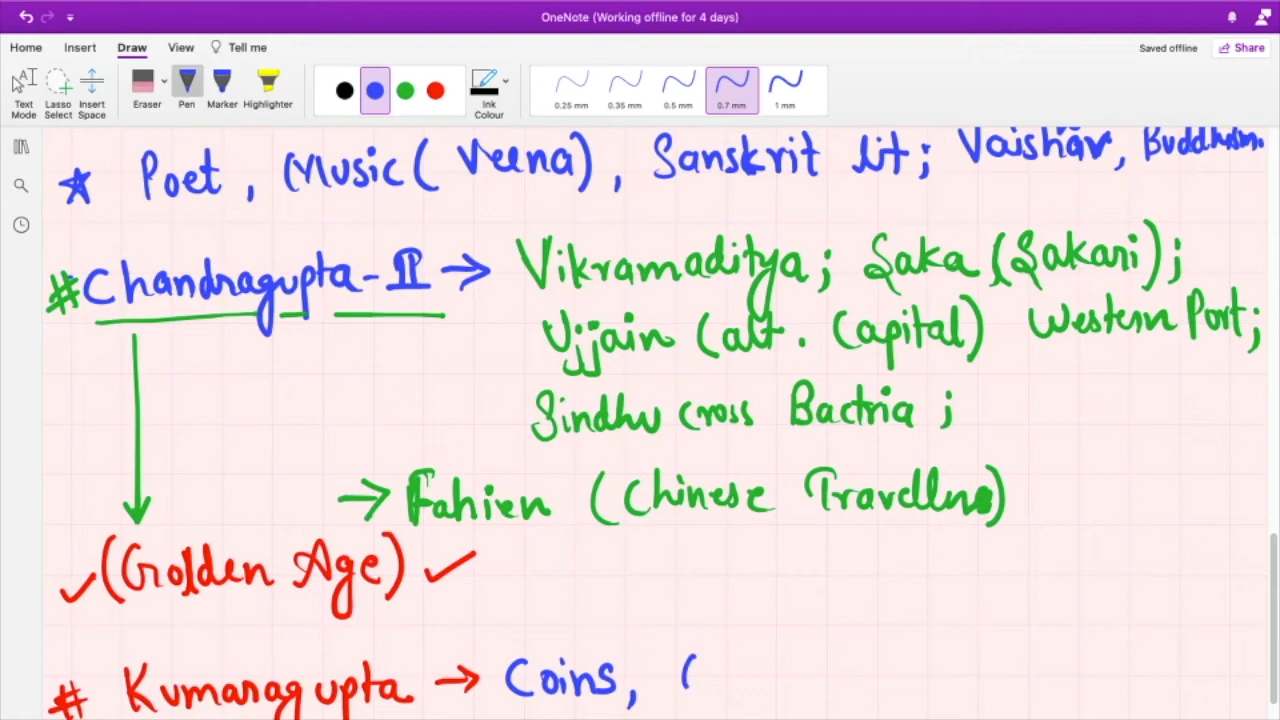 OneNote (Working offline for 4 days)
Home Insert Draw View Tell me Saved offline Share
Text Mode Lasso Select Insert Space Eraser Pen Marker Highlighter Ink Colour 0.25 mm 0.35 mm 0.5 mm 0.7 mm 1 mm
Poet, Music (Veena), Sanskrit lit; Vaishav, Buddhism.
# Chandragupta-II → Vikramaditya; Saka (Sakari);
Ujjain (alt. Capital) Western Port;
Sindhu cross Bactria;
→ Fahien (Chinese Traveller)
✓ (Golden Age) ✓
# Kumaragupta → Coins, (